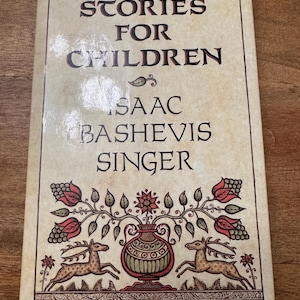 STORIES
FOR
CHILDREN
ISAAC
BASHEVIS
SINGER